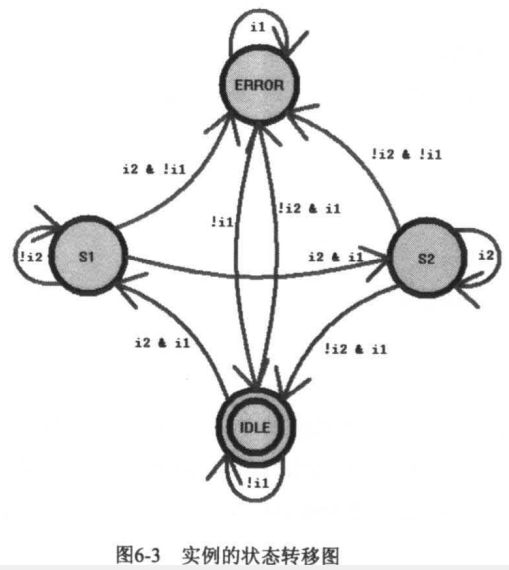 i1
ERROR
i2 & !i1
!i2 & !i1
!i1
!i2 & i1
!i2
S1
i2 & i1
S2
i2
i2 & i1
!i2 & i1
IDLE
!i1
图6-3 实例的状态转移图